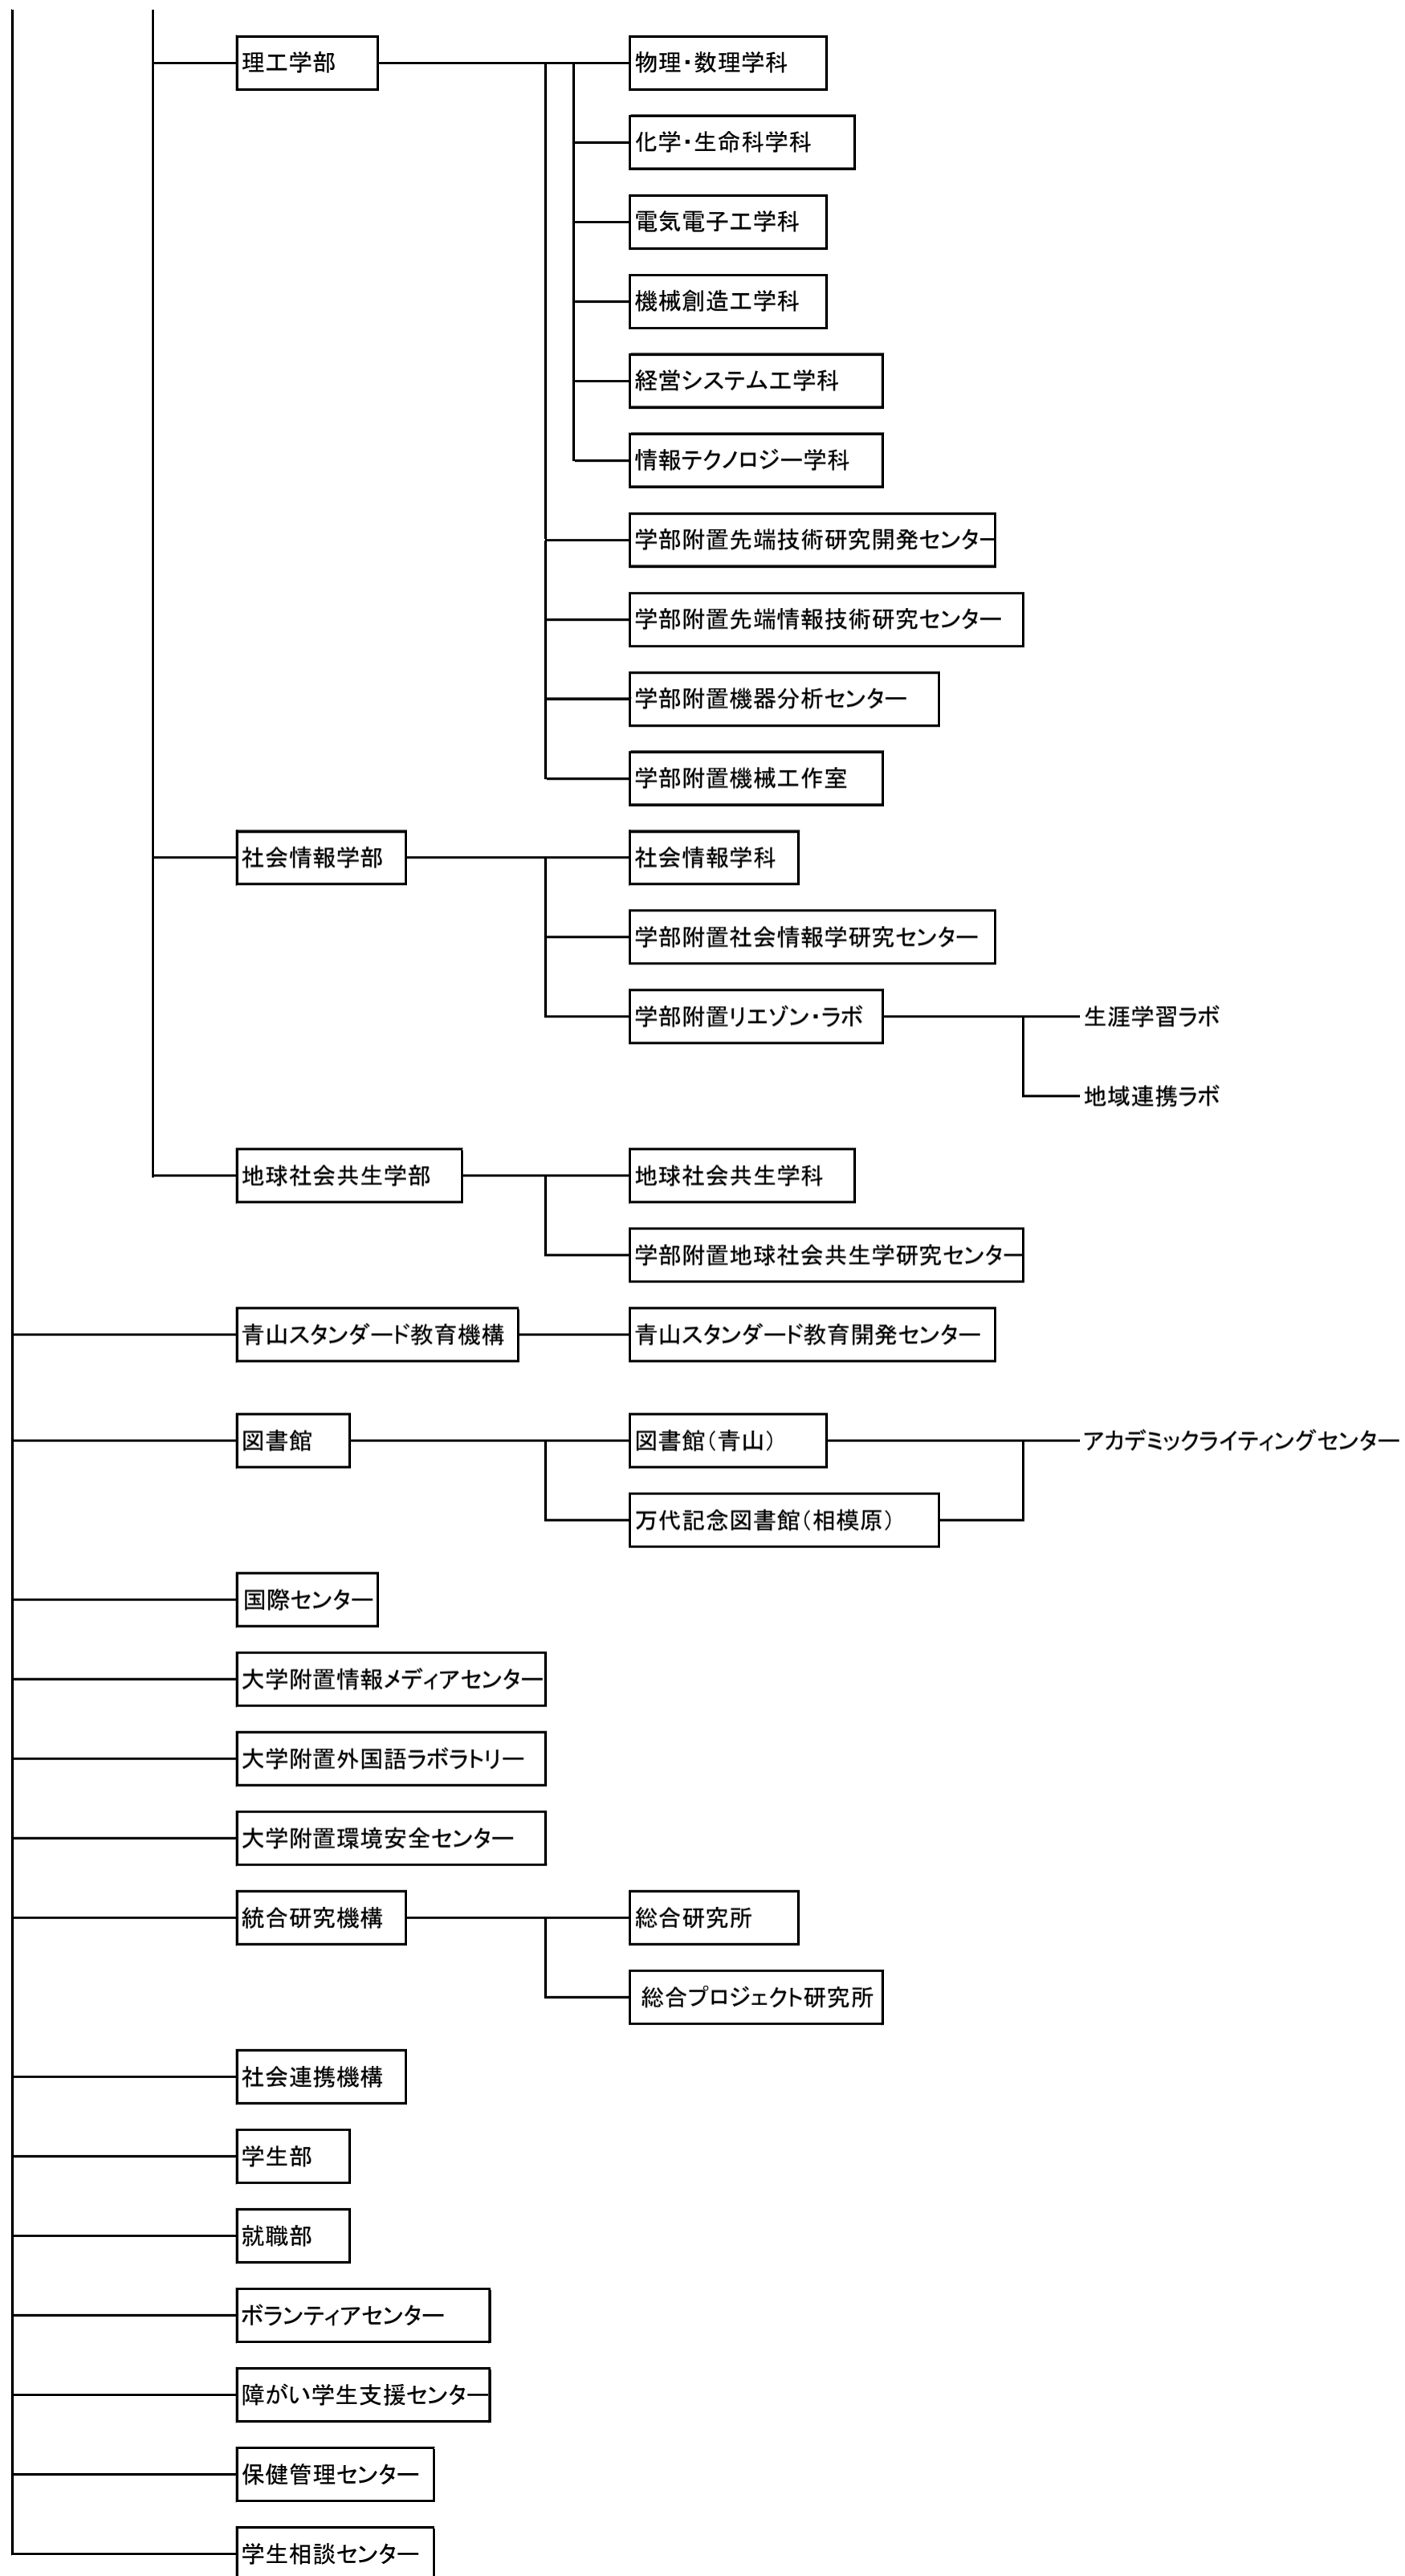 理工学部
物理・数理学科
化学・生命科学科
電気電子工学科
機械創造工学科
経営システム工学科
情報テクノロジー学科
学部附置先端技術研究開発センター
学部附置先端情報技術研究センター
学部附置機器分析センター
学部附置機械工作室
社会情報学部
社会情報学科
学部附置社会情報学研究センター
学部附置リエゾン・ラボ
生涯学習ラボ
地域連携ラボ
地球社会共生学部
地球社会共生学科
学部附置地球社会共生学研究センター
青山スタンダード教育機構
青山スタンダード教育開発センター
図書館
図書館（青山）
アカデミックライティングセンター
万代記念図書館（相模原）
国際センター
大学附置情報メディアセンター
大学附置外国語ラボラトリー
大学附置環境安全センター
統合研究機構
総合研究所
総合プロジェクト研究所
社会連携機構
学生部
就職部
ボランティアセンター
障がい学生支援センター
保健管理センター
学生相談センター